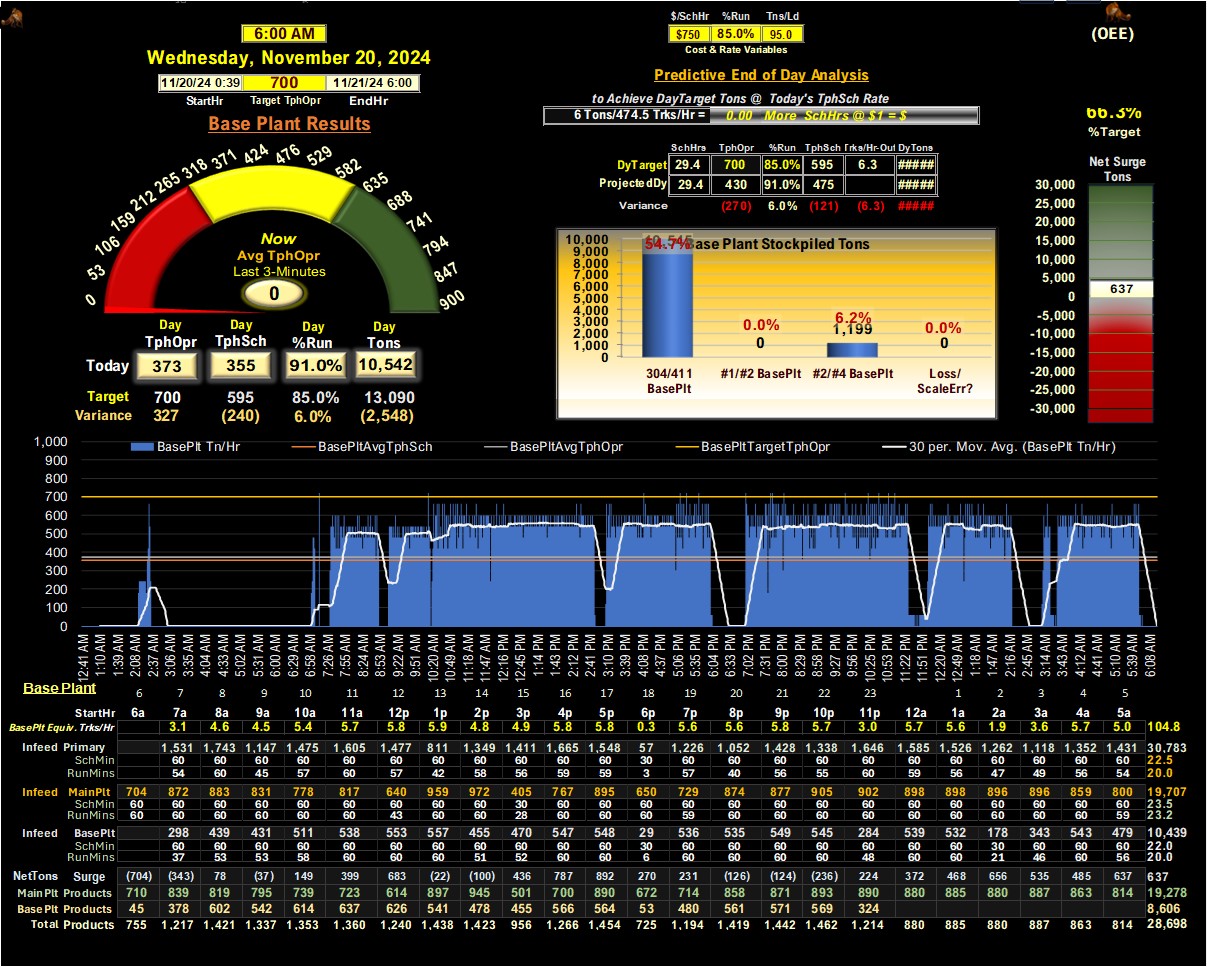 6:00 AM
Wednesday, November 20, 2024
11/20/24 0:39 700 11/21/24 6:00
StartHr Target TphOpr EndHr
Base Plant Results
0 53 106 159 212 265 318 371 424 476 529 582 635 688 741 794 847 900
Now
Avg TphOpr
Last 3-Minutes
0
Day Day Day Day
TphOpr TphSch %Run Tons
Today 373 355 91.0% 10,542
Target 700 595 85.0% 13,090
Variance 327 (240) 6.0% (2,548)
$/SchHr %Run Tns/Ld
$750 85.0% 95.0
Cost & Rate Variables
Predictive End of Day Analysis
to Achieve DayTarget Tons @ Today's TphSch Rate
6 Tons/474.5 Trks/Hr = 0.00 More SchHrs @ $1 = $
SchHrs TphOpr %Run TphSch Trks/Hr-Out DyTons
DyTarget 29.4 700 85.0% 595 6.3 #####
ProjectedDy 29.4 430 91.0% 475 #####
Variance (270) 6.0% (121) (6.3) #####
Base Plant Stockpiled Tons
10,000
9,000
8,000
7,000
6,000
5,000
4,000
3,000
2,000
1,000
0
54.7%
0.0%
0
6.2%
1,199
0.0%
0
304/411 BasePlt
#1/#2 BasePlt
#2/#4 BasePlt
Loss/ ScaleErr?
(OEE)
66.3%
%Target
Net Surge
Tons
30,000
25,000
20,000
15,000
10,000
5,000
0
-5,000
-10,000
-15,000
-20,000
-25,000
-30,000
637
BasePlt Tn/Hr BasePltAvgTphSch BasePltAvgTphOpr BasePltTargetTphOpr 30 per. Mov. Avg. (BasePlt Tn/Hr)
1,000
900
800
700
600
500
400
300
200
100
0
12:41 AM 1:10 AM 1:39 AM 2:08 AM 2:37 AM 3:06 AM 3:35 AM 4:04 AM 4:33 AM 5:02 AM 5:31 AM 6:00 AM 6:29 AM 6:58 AM 7:26 AM 7:55 AM 8:24 AM 8:53 AM 9:22 AM 9:51 AM 10:20 AM 10:49 AM 11:18 AM 11:47 AM 12:16 PM 12:45 PM 1:14 PM 1:43 PM 2:12 PM 2:41 PM 3:10 PM 3:39 PM 4:08 PM 4:37 PM 5:06 PM 5:35 PM 6:04 PM 6:33 PM 7:02 PM 7:31 PM 8:00 PM 8:29 PM 8:58 PM 9:27 PM 9:56 PM 10:25 PM 10:53 PM 11:22 PM 11:51 PM 12:20 AM 12:49 AM 1:18 AM 1:47 AM 2:16 AM 2:45 AM 3:14 AM 3:43 AM 4:12 AM 4:41 AM 5:10 AM 5:39 AM 6:08 AM
Base Plant 6 7 8 9 10 11 12 13 14 15 16 17 18 19 20 21 22 23 1 2 3 4 5
StartHr 6a 7a 8a 9a 10a 11a 12p 1p 2p 3p 4p 5p 6p 7p 8p 9p 10p 11p 12a 1a 2a 3a 4a 5a
BasePlt Equiv. Trks/Hr 3.1 4.6 4.5 5.4 5.7 5.8 5.9 4.8 4.9 5.8 5.8 0.3 5.6 5.6 5.8 5.7 3.0 5.7 5.6 1.9 3.6 5.7 5.0 104.8
Infeed Primary 1,531 1,743 1,147 1,475 1,605 1,477 811 1,349 1,411 1,665 1,548 57 1,226 1,052 1,428 1,338 1,646 1,585 1,526 1,262 1,118 1,352 1,431 30,783
SchMin 60 60 60 60 60 60 60 60 60 60 60 30 60 60 60 60 60 60 60 60 60 60 60 22.5
RunMins 54 60 45 57 60 57 42 58 56 59 59 3 57 40 56 55 60 59 56 47 49 56 54 20.0
Infeed MainPlt 704 872 883 831 778 817 640 959 972 405 767 895 650 729 874 877 905 902 898 898 896 896 859 800 19,707
SchMin 60 60 60 60 60 60 60 60 60 30 60 60 60 60 60 60 60 60 60 60 60 60 60 60 23.5
RunMins 60 60 60 60 60 60 43 60 60 28 60 60 60 59 60 60 60 60 60 60 60 60 60 59 23.2
Infeed BasePlt 298 439 431 511 538 553 557 455 470 547 548 29 536 535 549 545 284 539 532 178 343 543 479 10,439
SchMin 60 60 60 60 60 60 60 60 60 60 60 30 60 60 60 60 60 60 60 30 60 60 60 22.0
RunMins 37 53 53 58 60 60 60 51 52 60 60 6 60 60 60 60 48 60 60 21 46 60 56 20.0
NetTons Surge (704) (343) 78 (37) 149 399 683 (22) (100) 436 787 892 270 231 (126) (124) (236) 224 372 468 656 535 485 637 637
MainPlt Products 710 839 819 795 739 723 614 897 945 501 700 890 672 714 858 871 893 890 880 885 880 887 863 814 19,278
BasePlt Products 45 378 602 542 614 637 626 541 478 455 566 564 53 480 561 571 569 324 8,606
Total Products 755 1,217 1,421 1,337 1,353 1,360 1,240 1,438 1,423 956 1,266 1,454 725 1,194 1,419 1,442 1,462 1,214 880 885 880 887 863 814 28,698